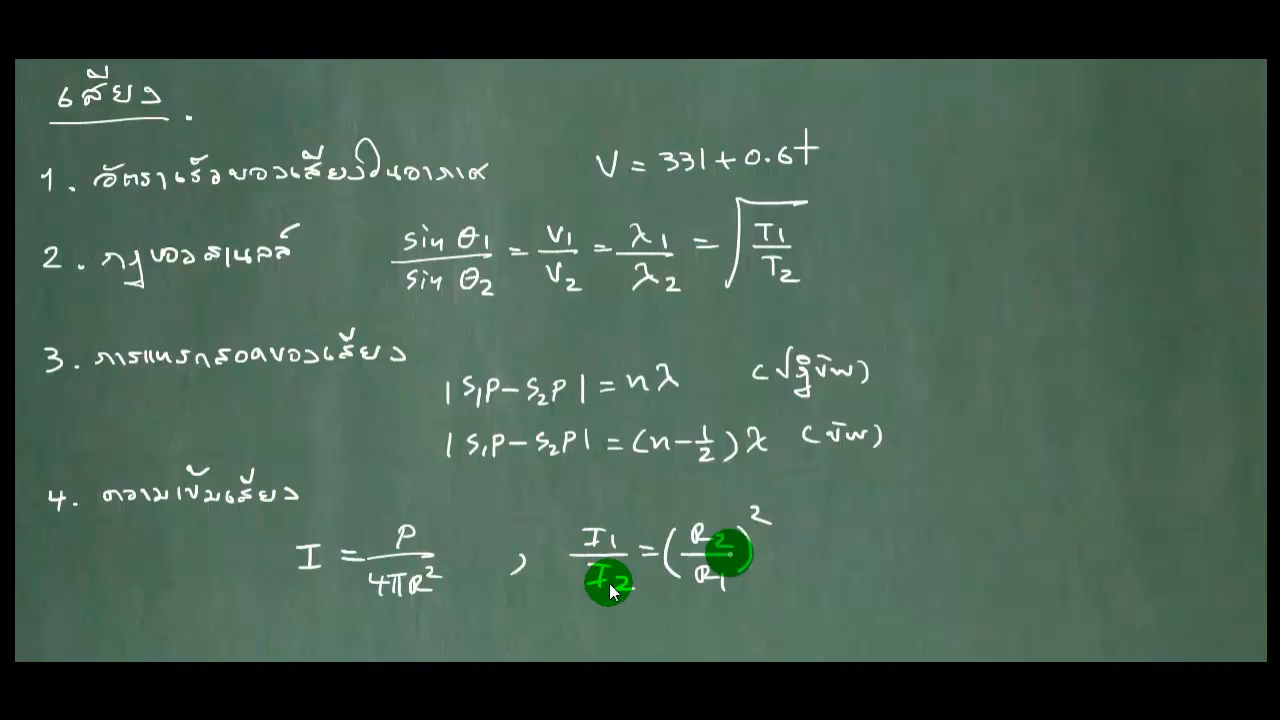 เสียง
1. อัตราเร็วของเสียงในอากาศ V = 331 + 0.6t
2. กฎของสเนลล์ sin θ1 / sin θ2 = V1 / V2 = λ1 / λ2 = √(T1 / T2)
3. การแทรกสอดของเสียง
|S1P - S2P| = nλ (ปฏิบัพ)
|S1P - S2P| = (n - 1/2)λ (บัพ)
4. ความเข้มเสียง
I = P / 4πR², I1 / I2 = (R2 / R1)²